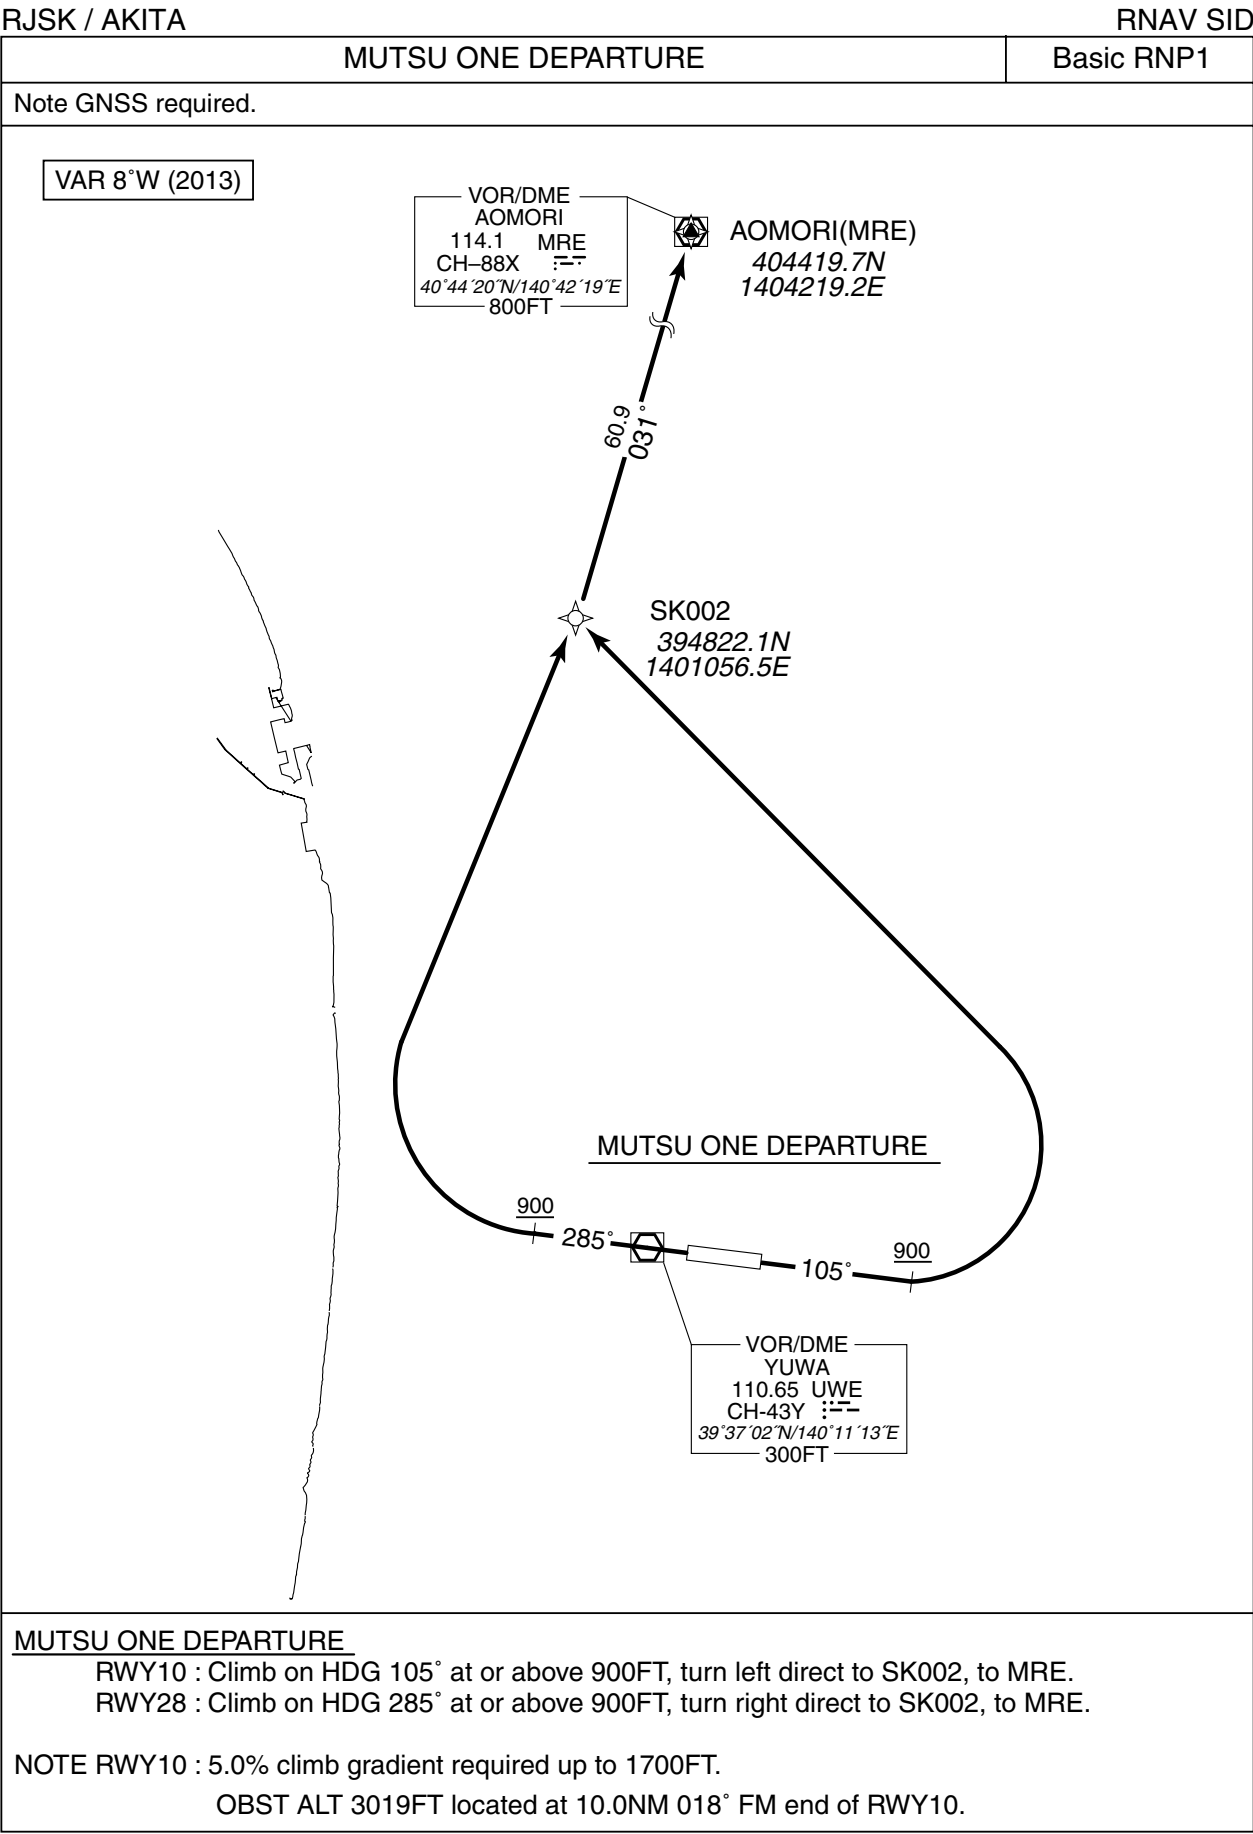 RJSK / AKITA
RNAV SID
MUTSU ONE DEPARTURE
Basic RNP1
Note GNSS required.
VAR 8˚W (2013)
VOR/DME
AOMORI
114.1 MRE
CH–88X
40˚44´20˝N/140˚42´19˝E
800FT
AOMORI(MRE)
404419.7N
1404219.2E
60.9
031˚
SK002
394822.1N
1401056.5E
MUTSU ONE DEPARTURE
900
285˚
105˚
900
VOR/DME
YUWA
110.65 UWE
CH-43Y
39˚37´02˝N/140˚11´13˝E
300FT
MUTSU ONE DEPARTURE
RWY10 : Climb on HDG 105˚ at or above 900FT, turn left direct to SK002, to MRE.
RWY28 : Climb on HDG 285˚ at or above 900FT, turn right direct to SK002, to MRE.
NOTE RWY10 : 5.0% climb gradient required up to 1700FT.
OBST ALT 3019FT located at 10.0NM 018˚ FM end of RWY10.